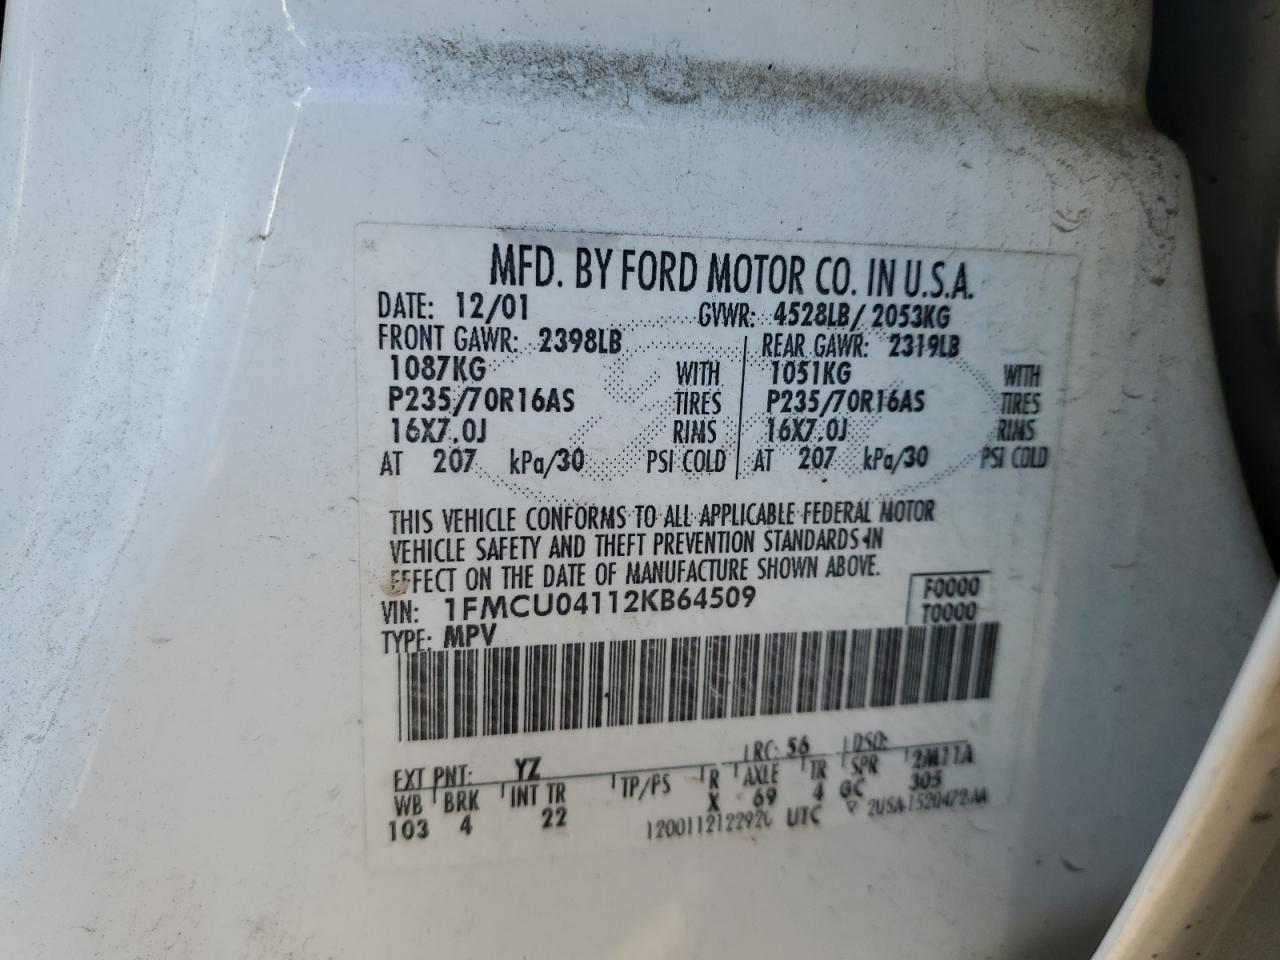 MFD. BY FORD MOTOR CO. IN U.S.A.
DATE: 12/01 GVWR: 4528LB/ 2053KG
FRONT GAWR: 2398LB REAR GAWR: 2319LB
1087KG WITH 1051KG WITH
P235/70R16AS TIRES P235/70R16AS TIRES
16X7.0J RIMS 16X7.0J RIMS
AT 207 kPa/30 PSI COLD AT 207 kPa/30 PSI COLD
THIS VEHICLE CONFORMS TO ALL APPLICABLE FEDERAL MOTOR
VEHICLE SAFETY AND THEFT PREVENTION STANDARDS IN
EFFECT ON THE DATE OF MANUFACTURE SHOWN ABOVE.
VIN: 1FMCU04112KB64509 F0000
TYPE: MPV T0000
EXT PNT: YZ RC: 56 DSO:
WB BRK INT TR TP/PS R AXLE TR SPR 2M11A
103 4 22 X 69 4 GC 305
UTC